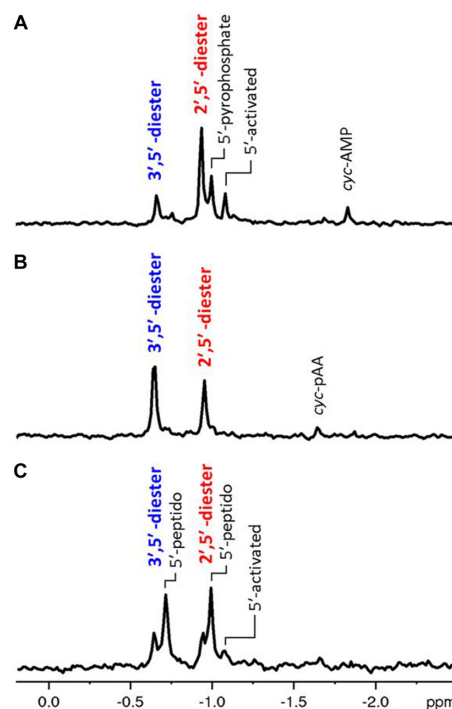 A
3',5' -diester
2',5' -diester
5'-pyrophosphate
5'-activated
cyc-AMP
B
3',5' -diester
2',5' -diester
cyc-pAA
C
3',5' -diester
5'-peptido
2',5' -diester
5'-peptido
5'-activated
0.0 -0.5 -1.0 -1.5 -2.0 ppm